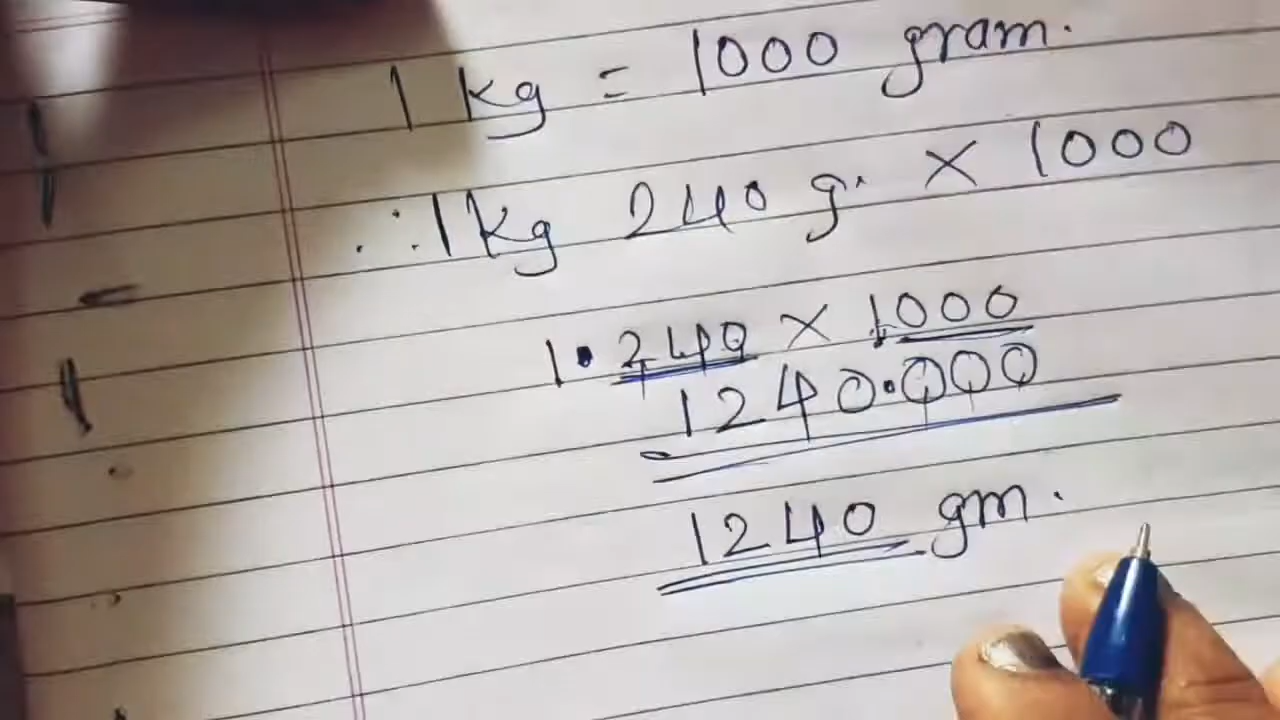 1 kg = 1000 gram.
∴ 1 kg 240 g. × 1000
1.240 × 1000
1240.000
1240 gm.